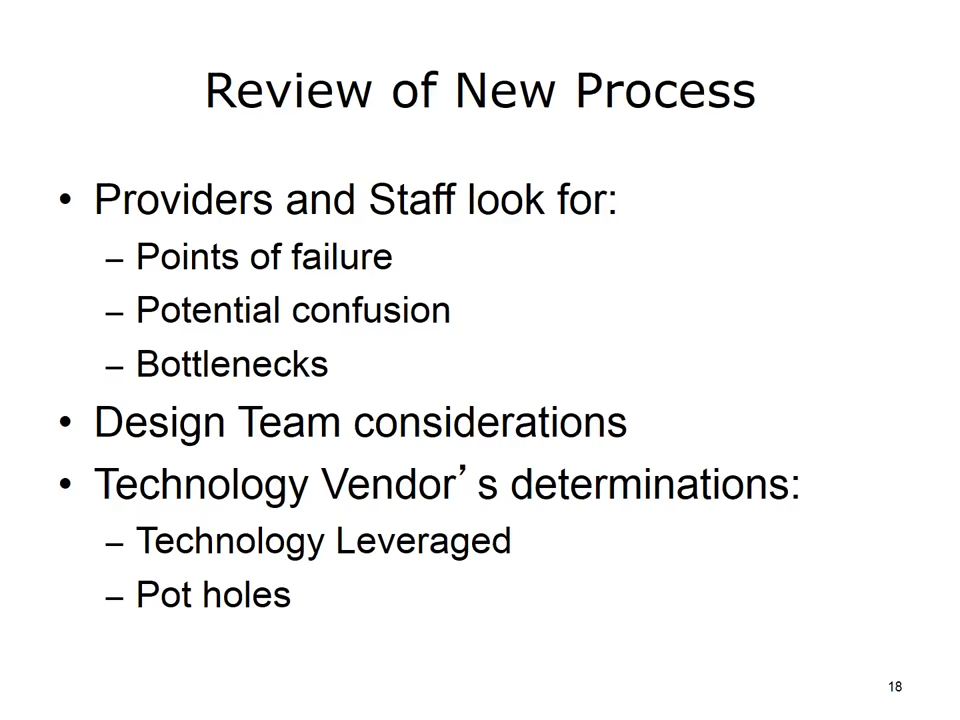 Review of New Process
• Providers and Staff look for:
– Points of failure
– Potential confusion
– Bottlenecks
• Design Team considerations
• Technology Vendor’s determinations:
– Technology Leveraged
– Pot holes
18